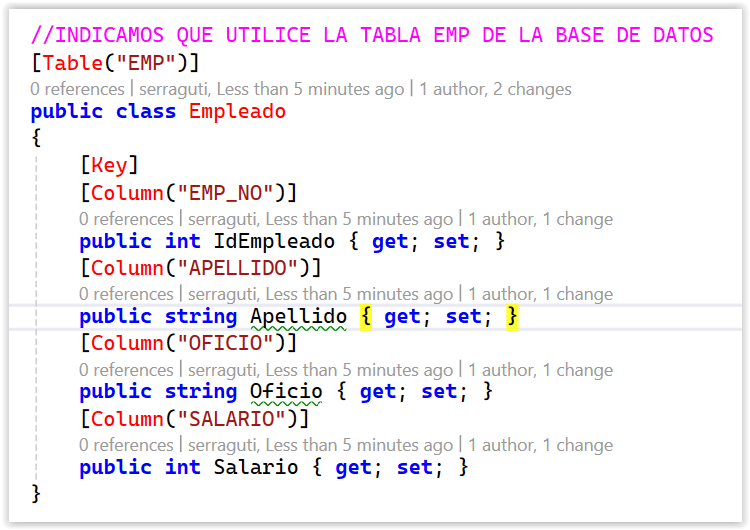 //INDICAMOS QUE UTILICE LA TABLA EMP DE LA BASE DE DATOS
[Table("EMP")]
0 references | serraguti, Less than 5 minutes ago | 1 author, 2 changes
public class Empleado
{
[Key]
[Column("EMP_NO")]
0 references | serraguti, Less than 5 minutes ago | 1 author, 1 change
public int IdEmpleado { get; set; }
[Column("APELLIDO")]
0 references | serraguti, Less than 5 minutes ago | 1 author, 1 change
public string Apellido { get; set; }
[Column("OFICIO")]
0 references | serraguti, Less than 5 minutes ago | 1 author, 1 change
public string Oficio { get; set; }
[Column("SALARIO")]
0 references | serraguti, Less than 5 minutes ago | 1 author, 1 change
public int Salario { get; set; }
}